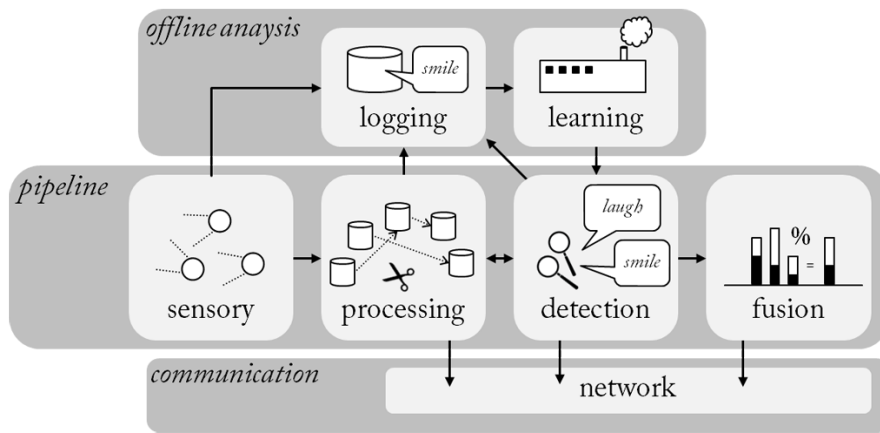 offline anaysis
smile
logging
learning
pipeline
laugh
smile
%
=
sensory
processing
detection
fusion
communication
network